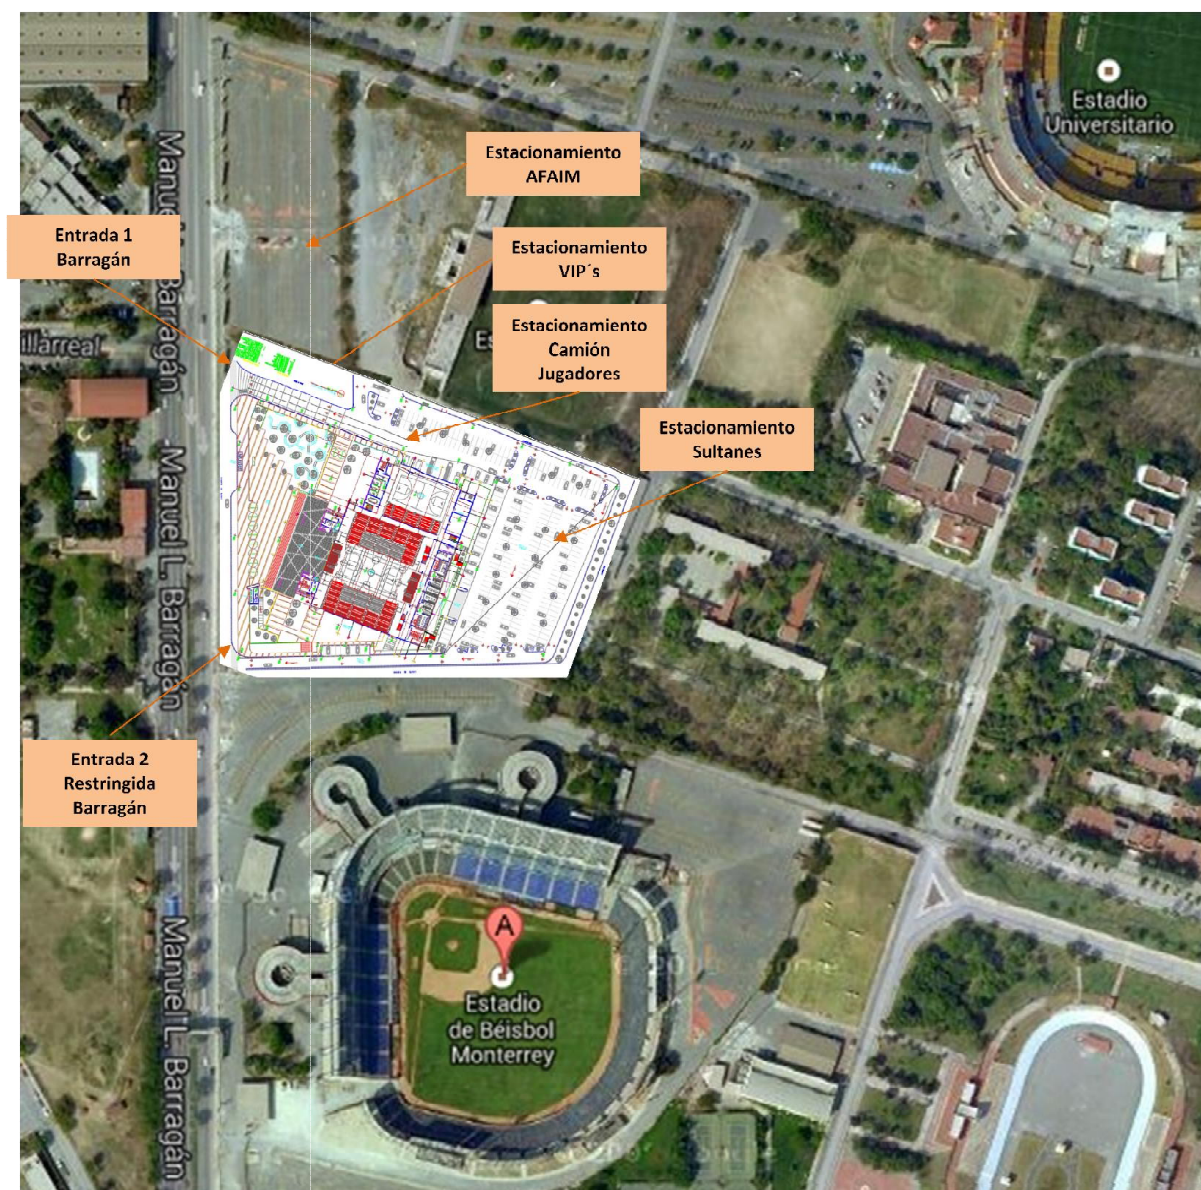 Estadio
Universitario
Estacionamiento
AFAIM
Entrada 1
Barragán
Estacionamiento
VIP´s
Estacionamiento
Camión
Jugadores
Estacionamiento
Sultanes
Manuel L. Barragán
Manuel L. Barragán
Entrada 2
Restringida
Barragán
A
Estadio
de Béisbol
Monterrey
Manuel L. Barragán